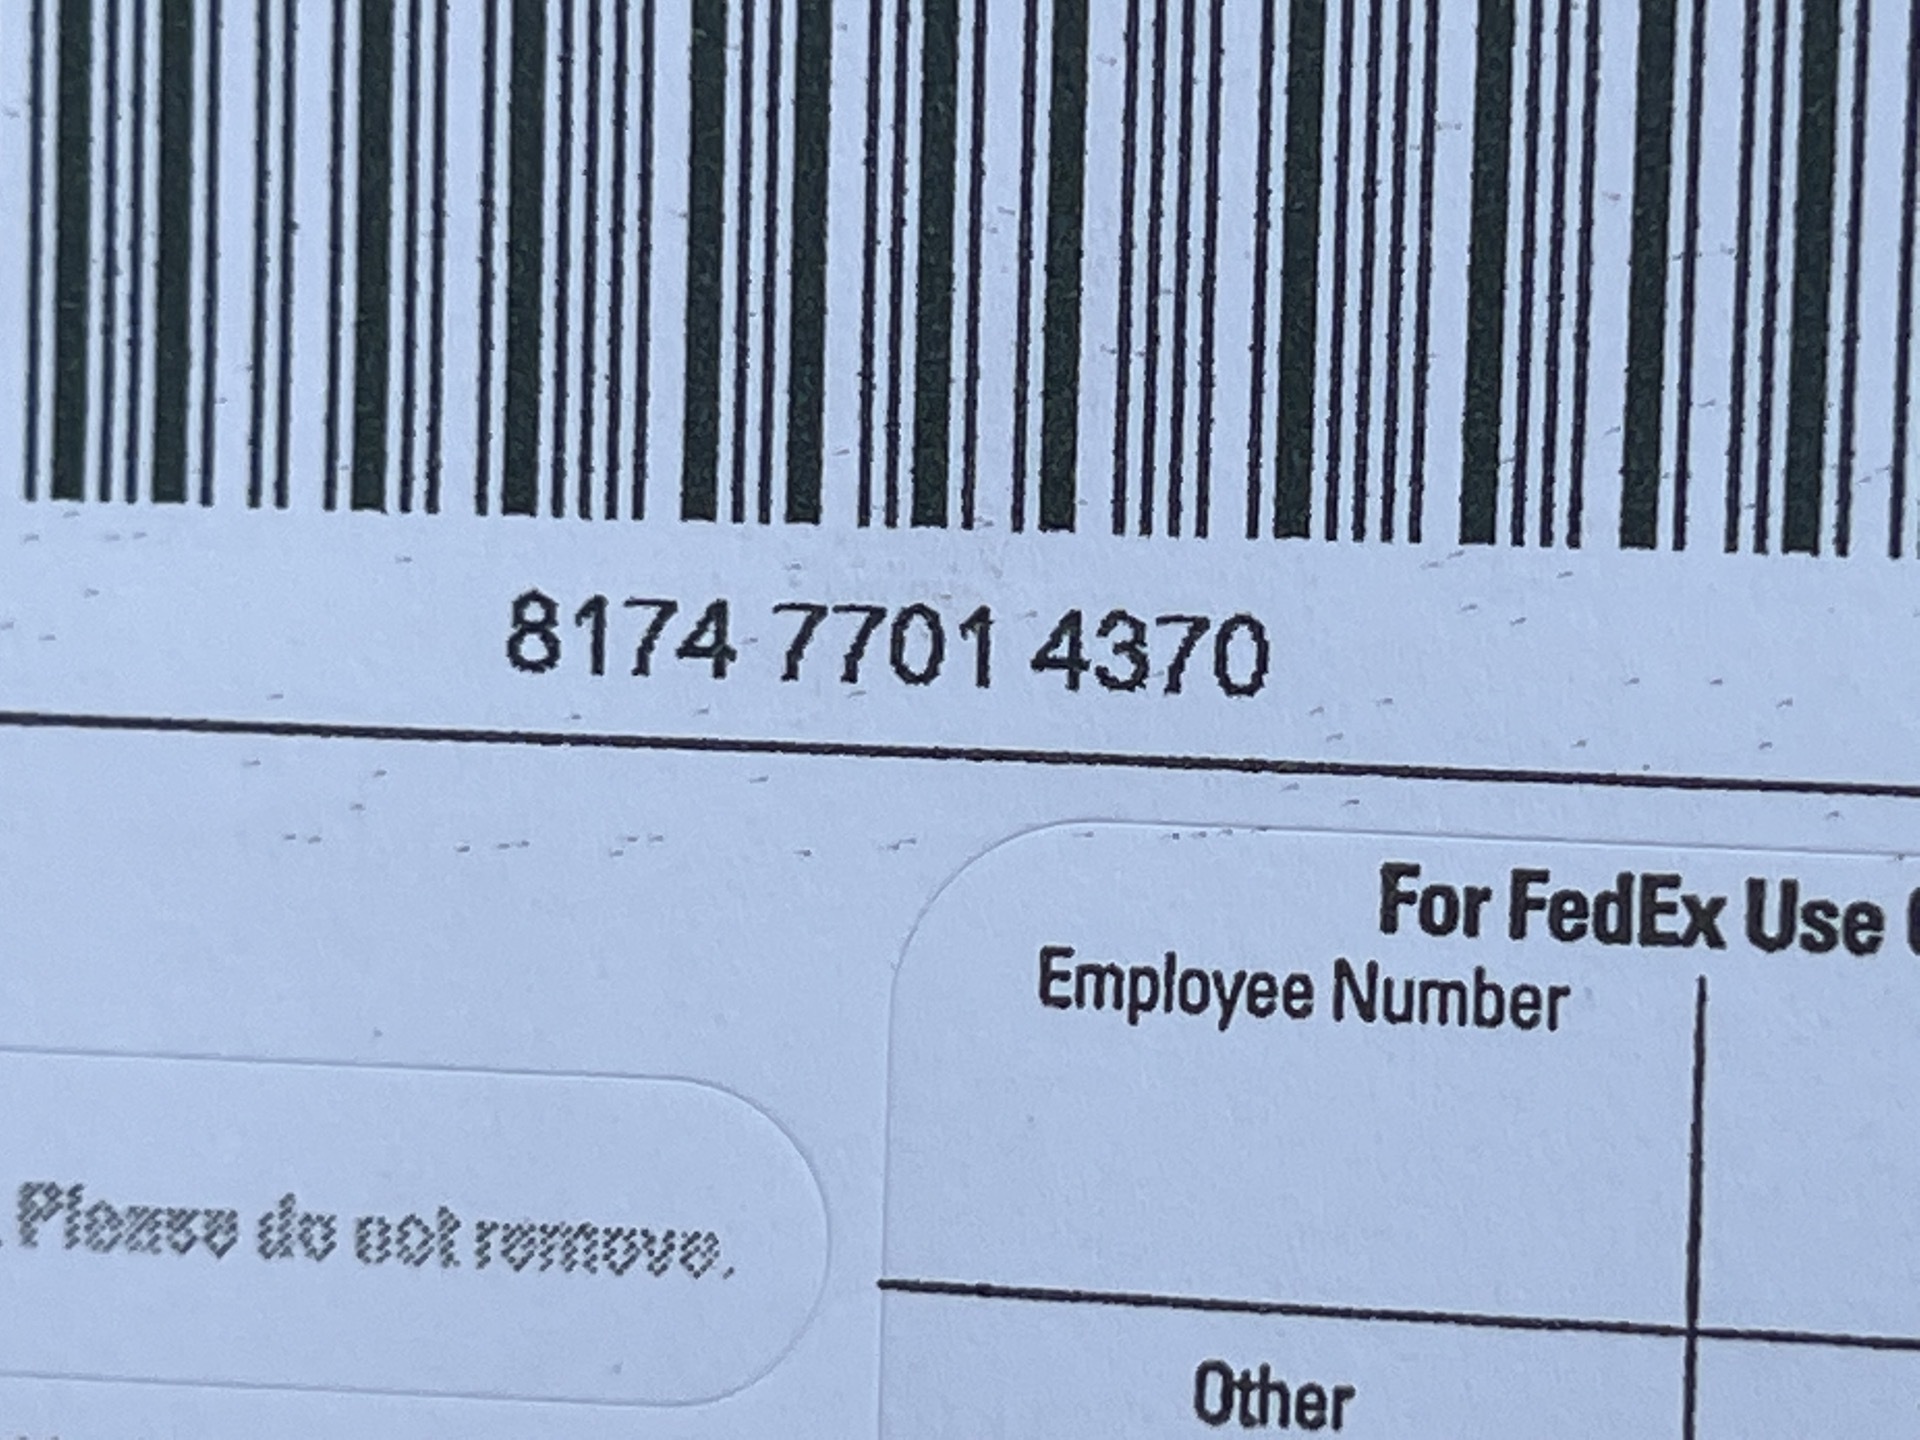 8174 7701 4370
For FedEx Use
Employee Number
. Please do not remove.
Other